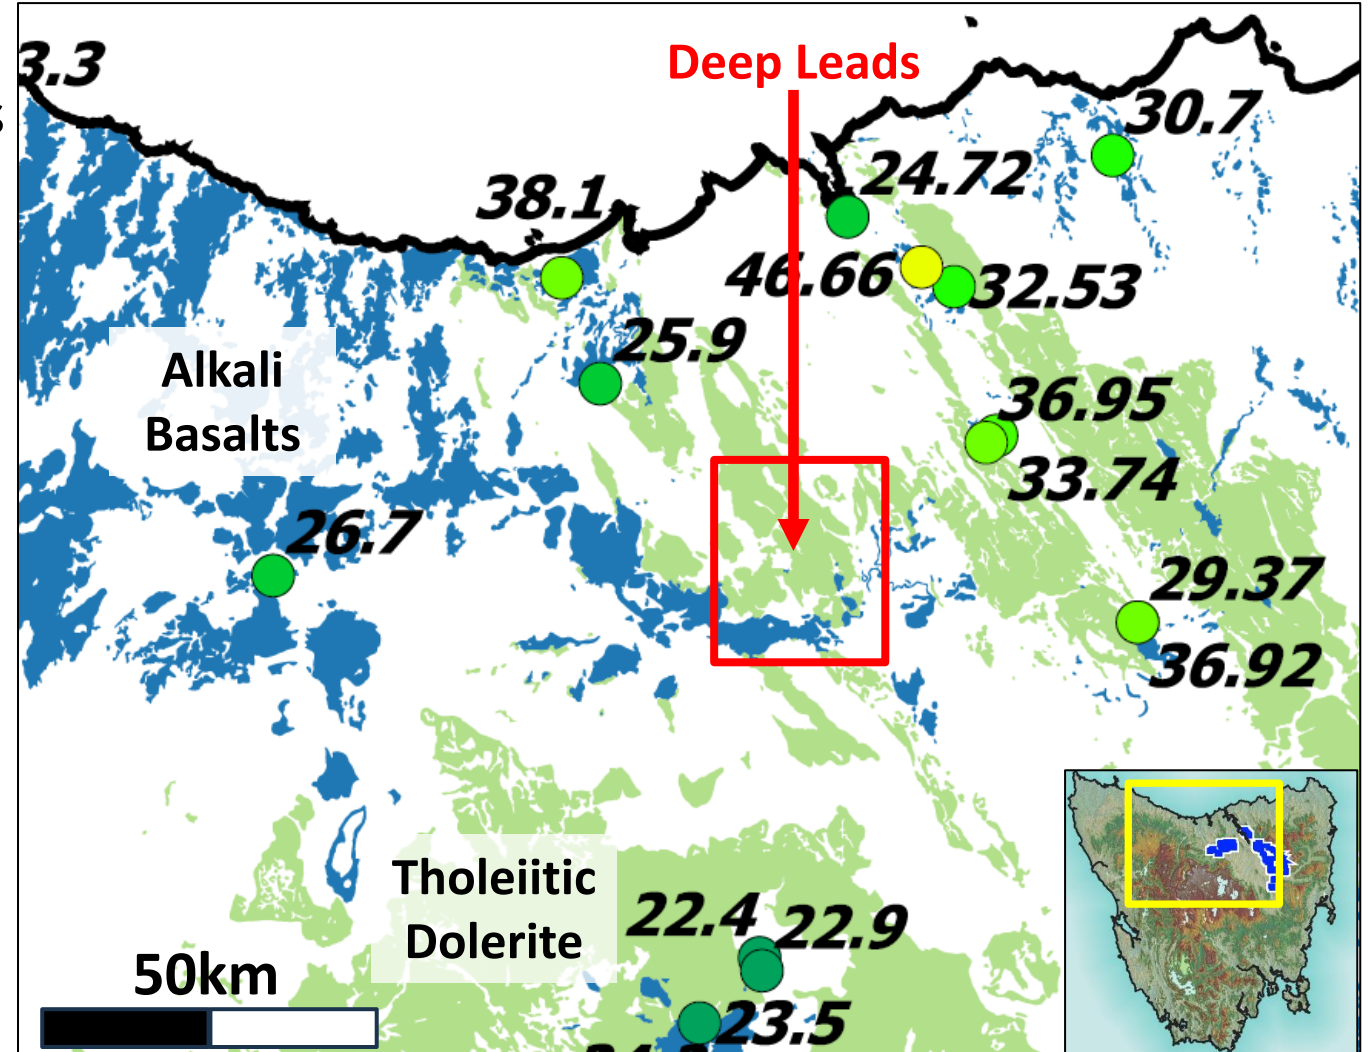 3.3
s
Deep Leads
30.7
24.72
38.1
46.66
32.53
25.9
Alkali
Basalts
36.95
33.74
26.7
29.37
36.92
Tholeiitic
Dolerite
22.4
22.9
50km
23.5